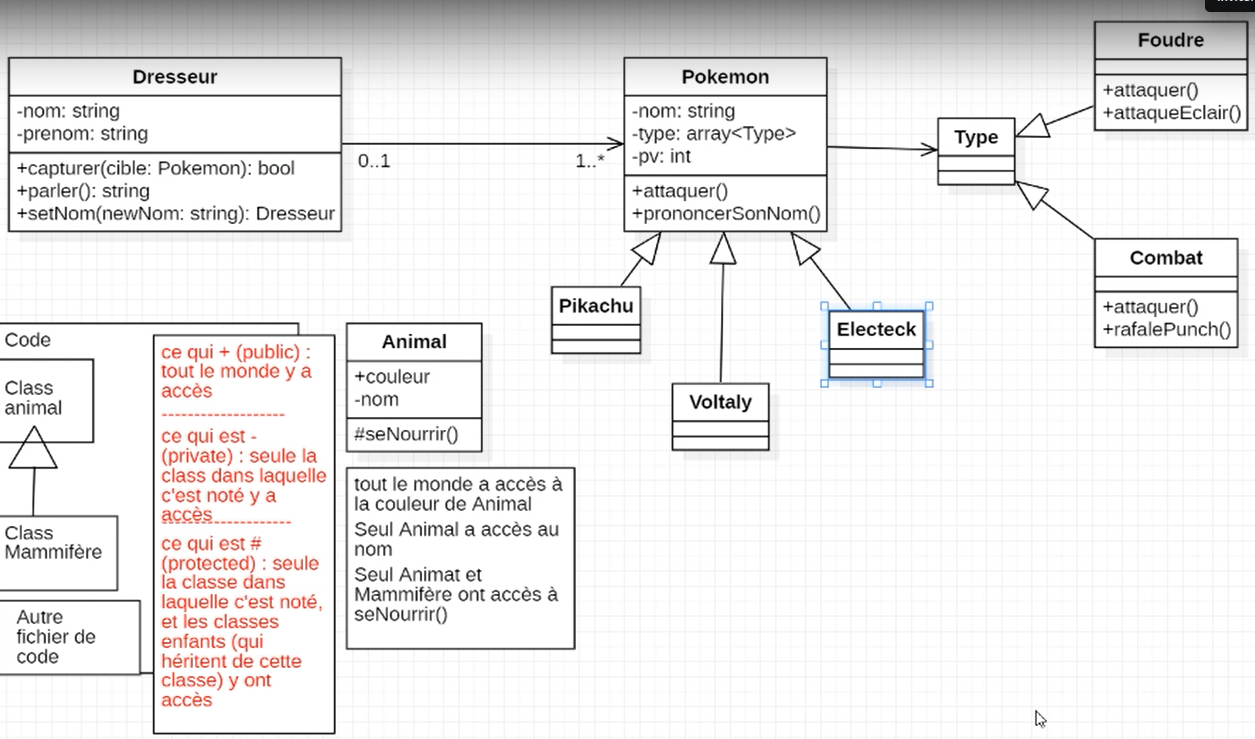 Dresseur
-nom: string
-prenom: string
+capturer(cible: Pokemon): bool
+parler(): string
+setNom(newNom: string): Dresseur
0..1
1..*
Pokemon
-nom: string
-type: array<Type>
-pv: int
+attaquer()
+prononcerSonNom()
Type
Foudre
+attaquer()
+attaqueEclair()
Combat
+attaquer()
+rafalePunch()
Pikachu
Voltaly
Electeck
Code
Class
animal
Class
Mammifère
Autre
fichier de
code
ce qui + (public) :
tout le monde y a
accès
-------------------
ce qui est -
(private) : seule la
class dans laquelle
c'est noté y a
accès
--------------------
ce qui est #
(protected) : seule
la classe dans
laquelle c'est noté,
et les classes
enfants (qui
héritent de cette
classe) y ont
accès
Animal
+couleur
-nom
#seNourrir()
tout le monde a accès à
la couleur de Animal
Seul Animal a accès au
nom
Seul Animat et
Mammifère ont accès à
seNourrir()